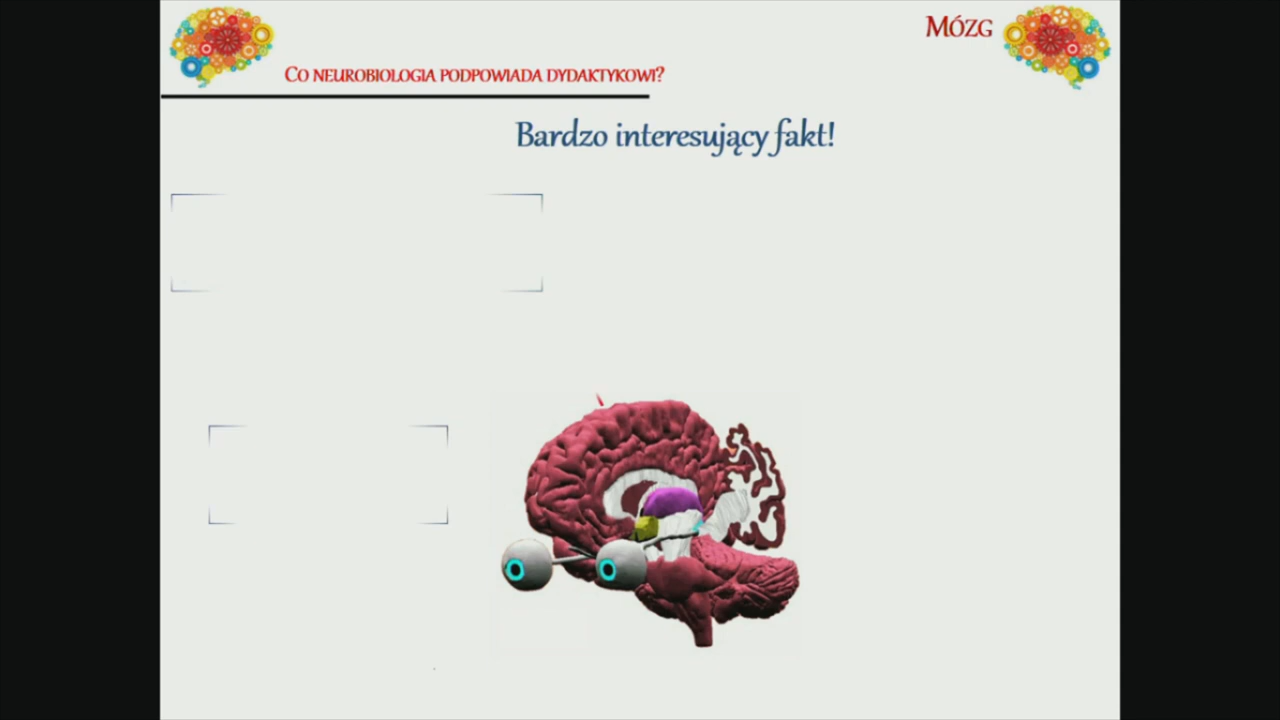 Mózg
Co neurobiologia podpowiada dydaktykowi?
Bardzo interesujący fakt!